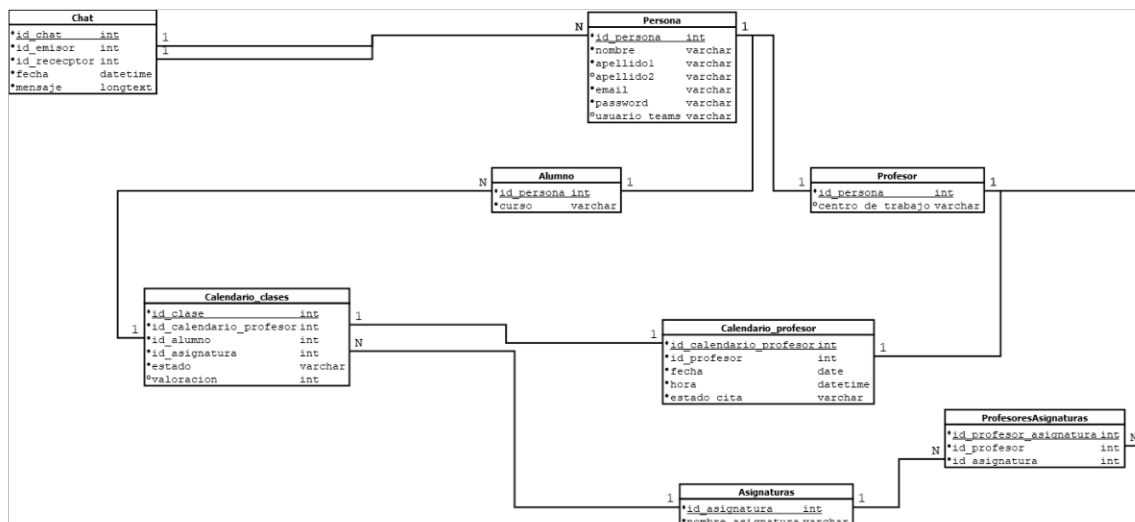 Chat
id_chat int
id_emisor int
id_rececptor int
fecha datetime
mensaje longtext
1
1
N
Persona
id_persona int
nombre varchar
apellido1 varchar
apellido2 varchar
email varchar
password varchar
usuario teams varchar
1
N
Alumno
id_persona int
curso varchar
1
1
Profesor
id_persona int
centro de trabajo varchar
1
1
Calendario_clases
id_clase int
id_calendario_profesor int
id_alumno int
id_asignatura int
estado varchar
valoracion int
1
N
1
Calendario_profesor
id_calendario_profesor int
id_profesor int
fecha date
hora datetime
estado cita varchar
1
N
ProfesoresAsignaturas
id_profesor_asignatura int
id_profesor int
id asignatura int
N
1
Asignaturas
id_asignatura int
nombre asignatura varchar
1